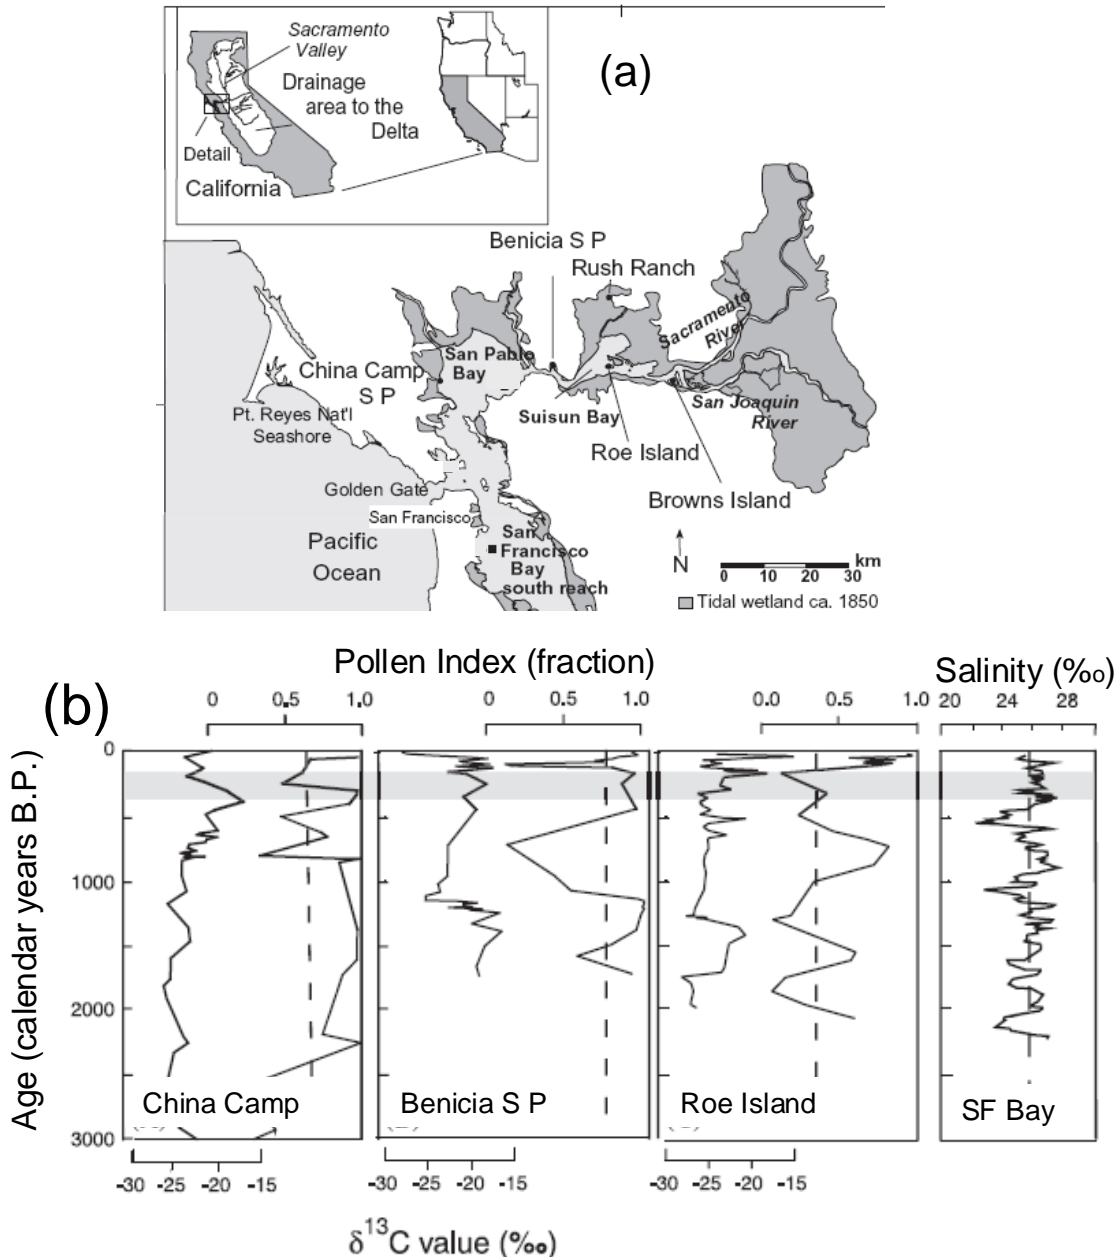 (a)
Sacramento
Valley
Drainage
area to the
Delta
Detail
California
Benicia S P
Rush Ranch
Sacramento
River
San Pablo
Bay
China Camp
S P
San Joaquin
River
Suisun Bay
Pt. Reyes Nat'l
Seashore
Roe Island
Browns Island
Golden Gate
San Francisco
San
Francisco
Bay
south reach
Pacific
Ocean
N
km
0 10 20 30
Tidal wetland ca. 1850
(b)
Pollen Index (fraction)
Salinity (‰)
0 0.5 1.0
0 0.5 1.0
0.0 0.5 1.0
20 24 28
Age (calendar years B.P.)
0
1000
2000
3000
China Camp
Benicia S P
Roe Island
SF Bay
-30 -25 -20 -15
-30 -25 -20 -15
-30 -25 -20 -15
δ¹³C value (‰)